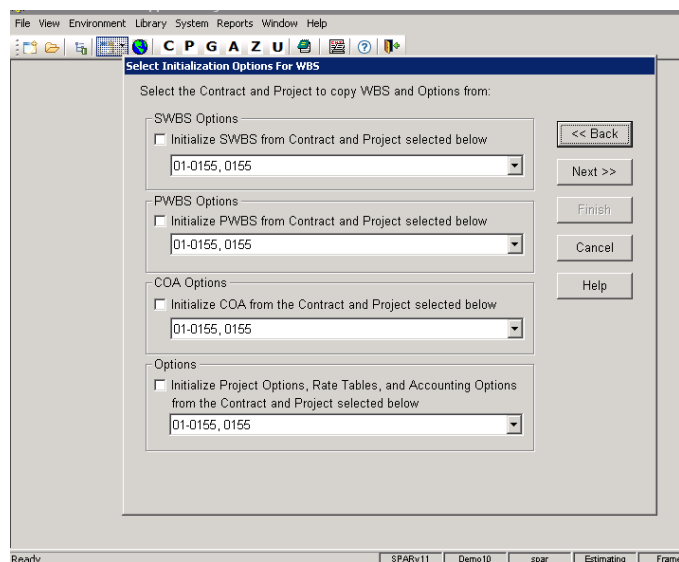 File View Environment Library System Reports Window Help
C P G A Z U
Select Initialization Options For WBS
Select the Contract and Project to copy WBS and Options from:
SWBS Options
Initialize SWBS from Contract and Project selected below
01-0155, 0155
<< Back
Next >>
Finish
Cancel
Help
PWBS Options
Initialize PWBS from Contract and Project selected below
01-0155, 0155
COA Options
Initialize COA from the Contract and Project selected below
01-0155, 0155
Options
Initialize Project Options, Rate Tables, and Accounting Options
from the Contract and Project selected below
01-0155, 0155
Ready SPARv11 Demo10 spar Estimating Frame